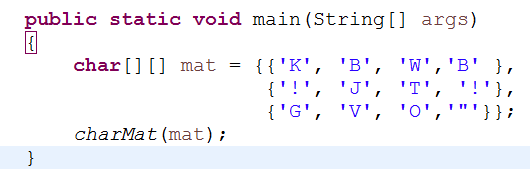 public static void main(String[] args)
{
char[][] mat = {{'K', 'B', 'W','B' },
{'!', 'J', 'T', '!'},
{'G', 'V', 'O','"'}};
charMat(mat);
}